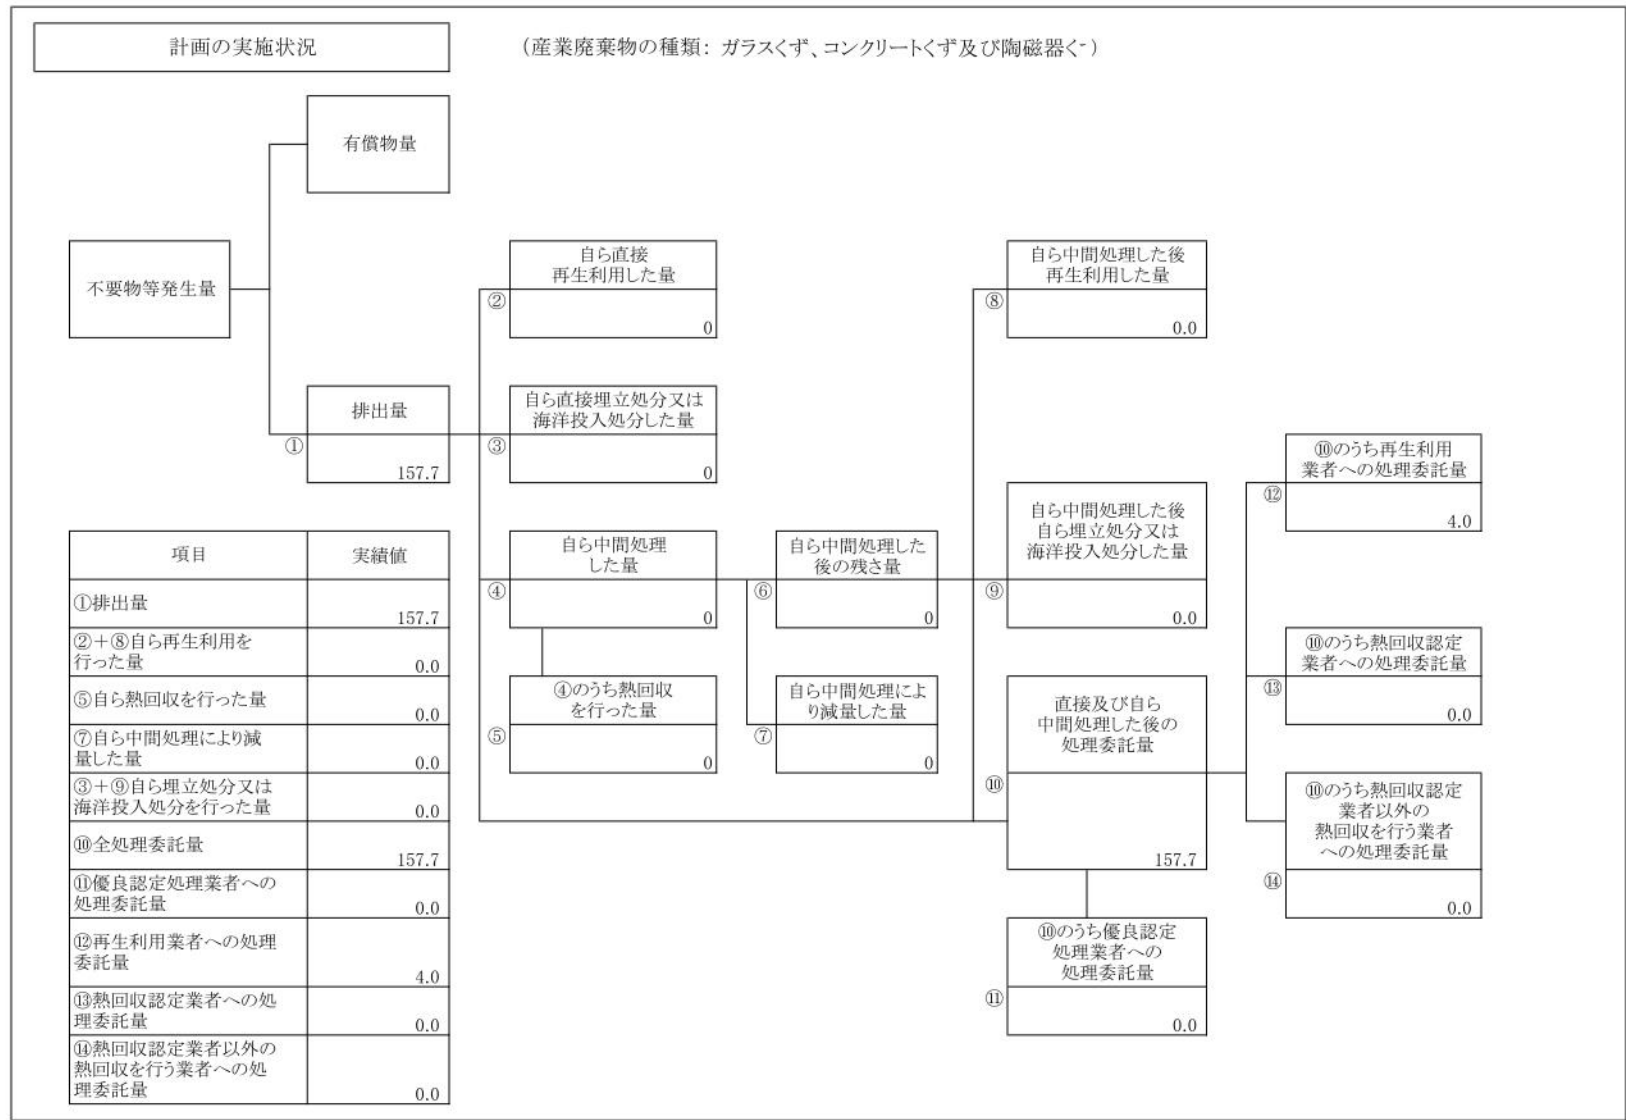 計画の実施状況
(産業廃棄物の種類: ガラスくず、コンクリートくず及び陶磁器く)
有償物量
不要物等発生量
自ら直接
再生利用した量
②
0
自ら中間処理した後
再生利用した量
⑧
0.0
排出量
①
157.7
自ら直接埋立処分又は
海洋投入処分した量
③
0
⑩のうち再生利用
業者への処理委託量
⑫
4.0
自ら中間処理
した量
④
0
自ら中間処理した
後の残さ量
⑥
0
自ら中間処理した後
自ら埋立処分又は
海洋投入処分した量
⑨
0.0
⑩のうち熱回収認定
業者への処理委託量
⑬
0.0
④のうち熱回収
を行った量
⑤
0
自ら中間処理によ
り減量した量
⑦
0
直接及び自ら
中間処理した後の
処理委託量
⑩
157.7
⑩のうち熱回収認定
業者以外の
熱回収を行う業者
への処理委託量
⑭
0.0
⑩のうち優良認定
処理業者への
処理委託量
⑪
0.0
項目 実績値
①排出量
157.7
②+⑧自ら再生利用を
行った量
0.0
⑤自ら熱回収を行った量
0.0
⑦自ら中間処理により減
量した量
0.0
③+⑨自ら埋立処分又は
海洋投入処分を行った量
0.0
⑩全処理委託量
157.7
⑪優良認定処理業者への
処理委託量
0.0
⑫再生利用業者への処理
委託量
4.0
⑬熱回収認定業者への処
理委託量
0.0
⑭熱回収認定業者以外の
熱回収を行う業者への処
理委託量
0.0